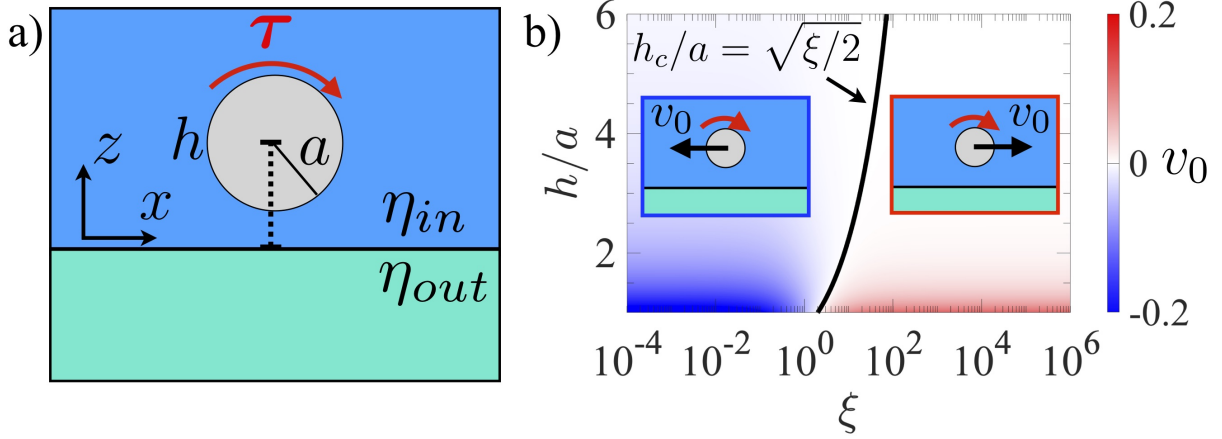 a)
τ
h
a
z
x
η_in
η_out
b)
h_c/a = √ξ/2
v_0
v_0
h/a
6
4
2
10^-4 10^-2 10^0 10^2 10^4 10^6
ξ
0.2
0 v_0
-0.2